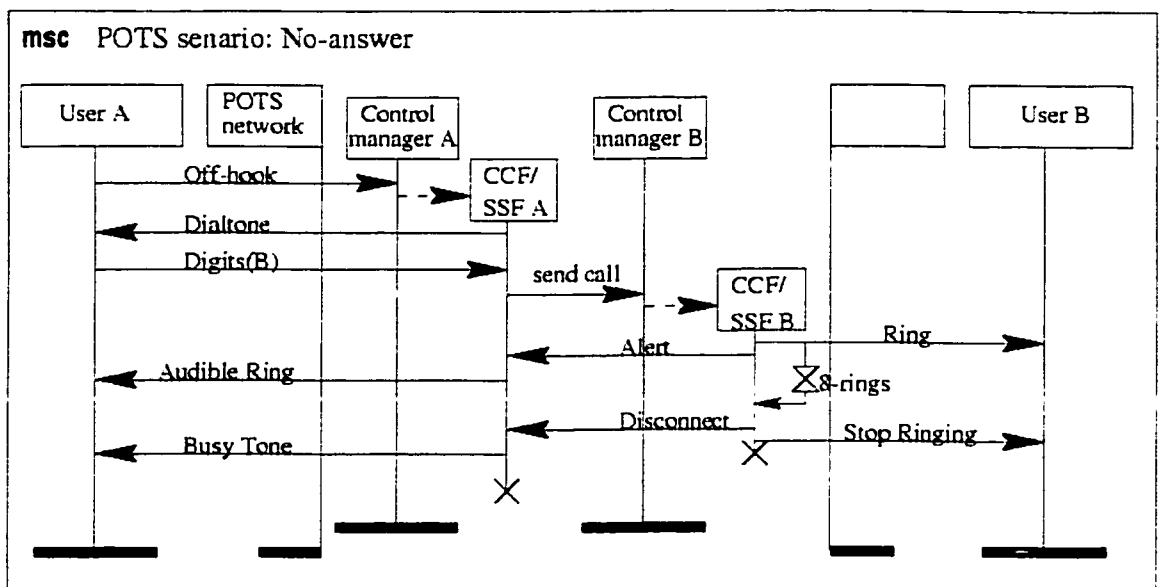 msc POTS senario: No-answer
User A
POTS
network
Control
manager A
Control
manager B
User B
Off-hook
CCF/
SSF A
Dialtone
Digits(B)
send call
CCF/
SSF B
Ring
Alert
Audible Ring
8-rings
Disconnect
Busy Tone
Stop Ringing